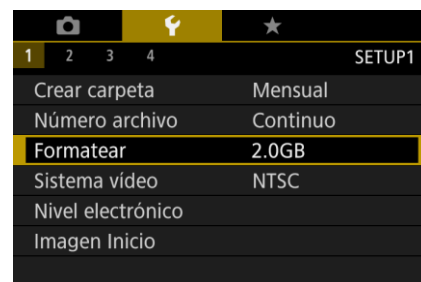 1 2 3 4 SETUP1
Crear carpeta Mensual
Número archivo Continuo
Formatear 2.0GB
Sistema vídeo NTSC
Nivel electrónico
Imagen Inicio